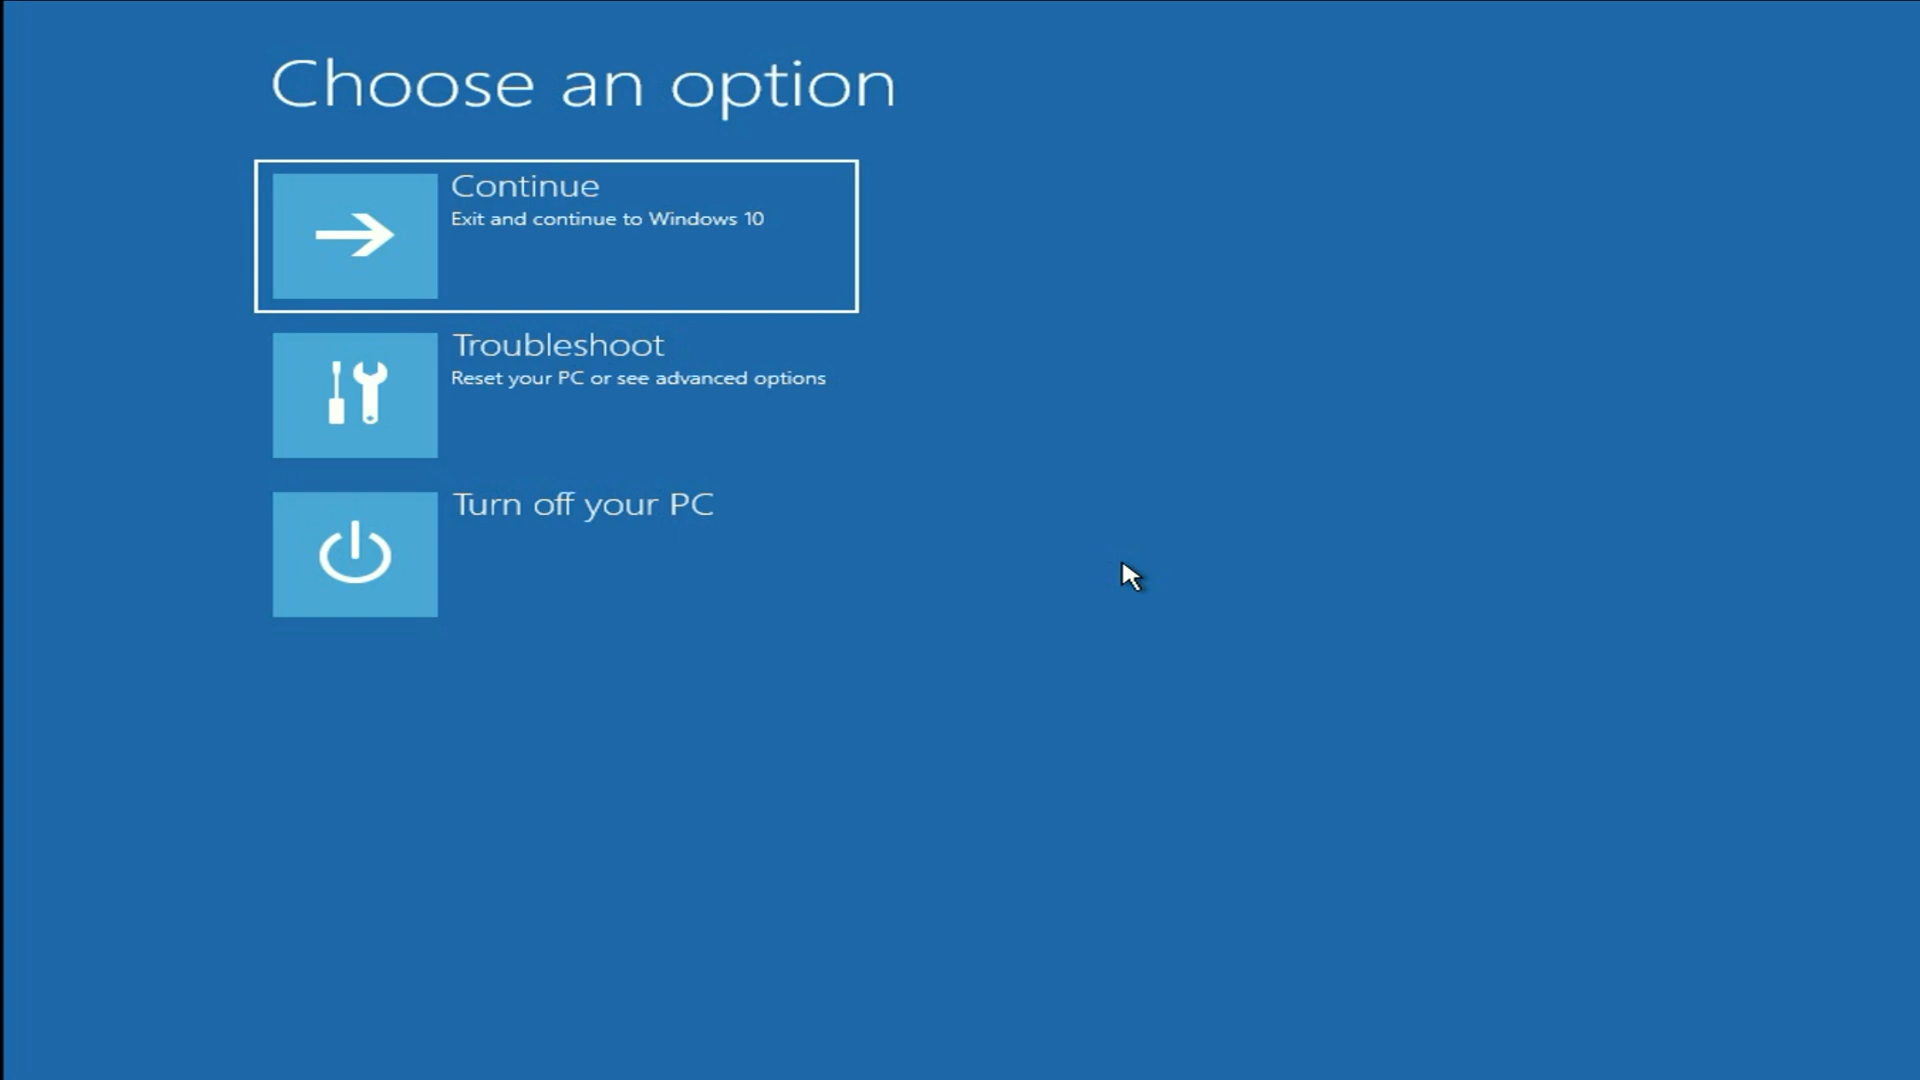 Choose an option
Continue
Exit and continue to Windows 10
Troubleshoot
Reset your PC or see advanced options
Turn off your PC